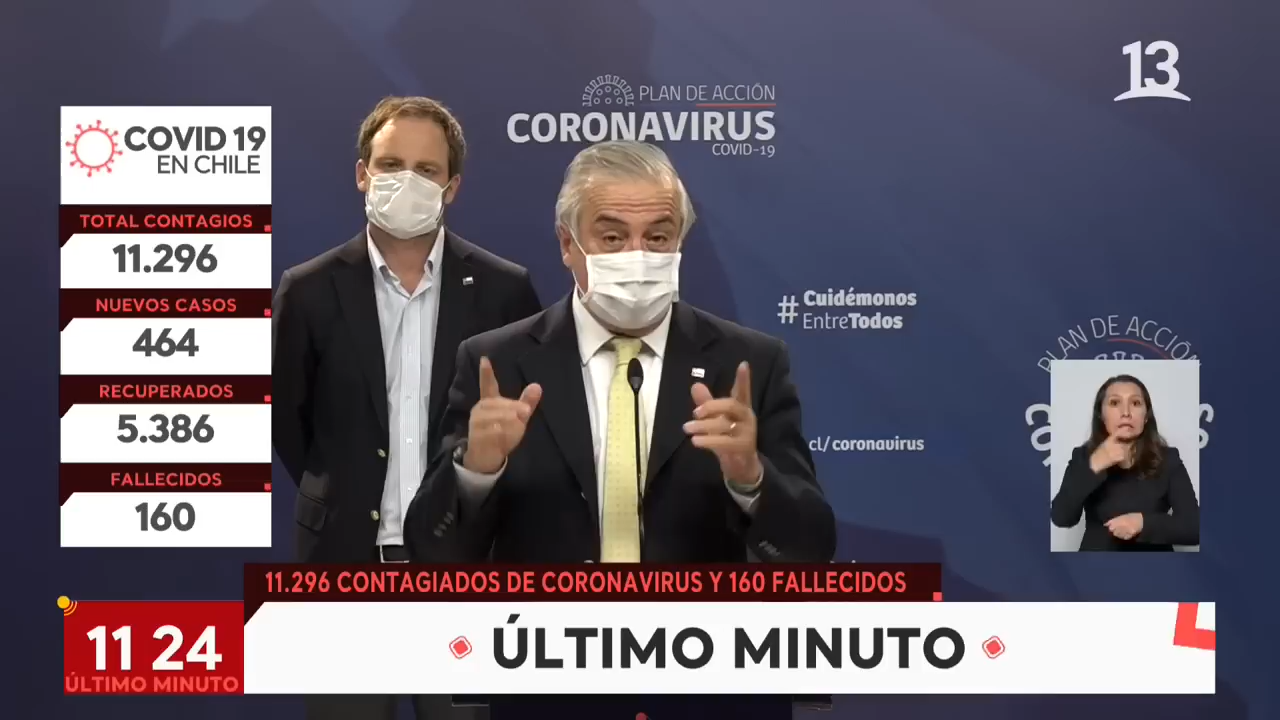 13
PLAN DE ACCIÓN
CORONAVIRUS
COVID-19
COVID 19
EN CHILE
TOTAL CONTAGIOS
11.296
NUEVOS CASOS
464
RECUPERADOS
5.386
FALLECIDOS
160
#Cuidémonos
EntreTodos
cl/coronavirus
PLAN DE ACCIÓN
11.296 CONTAGIADOS DE CORONAVIRUS Y 160 FALLECIDOS
11 24
ÚLTIMO MINUTO
ÚLTIMO MINUTO